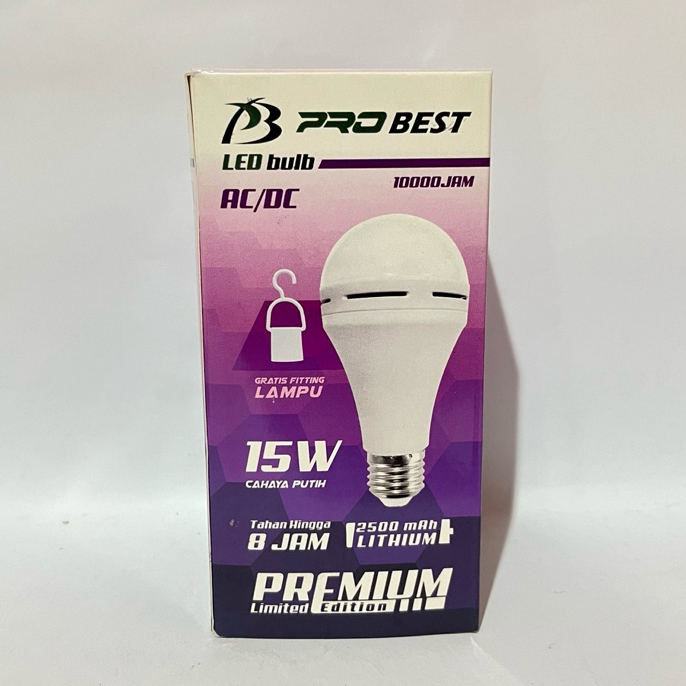 PB PRO BEST
LED bulb
10000JAM
AC/DC
GRATIS FITTING
LAMPU
15W
CAHAYA PUTIH
Tahan Hingga
8 JAM
2500 mAh
LITHIUM
PREMIUM
Limited Edition